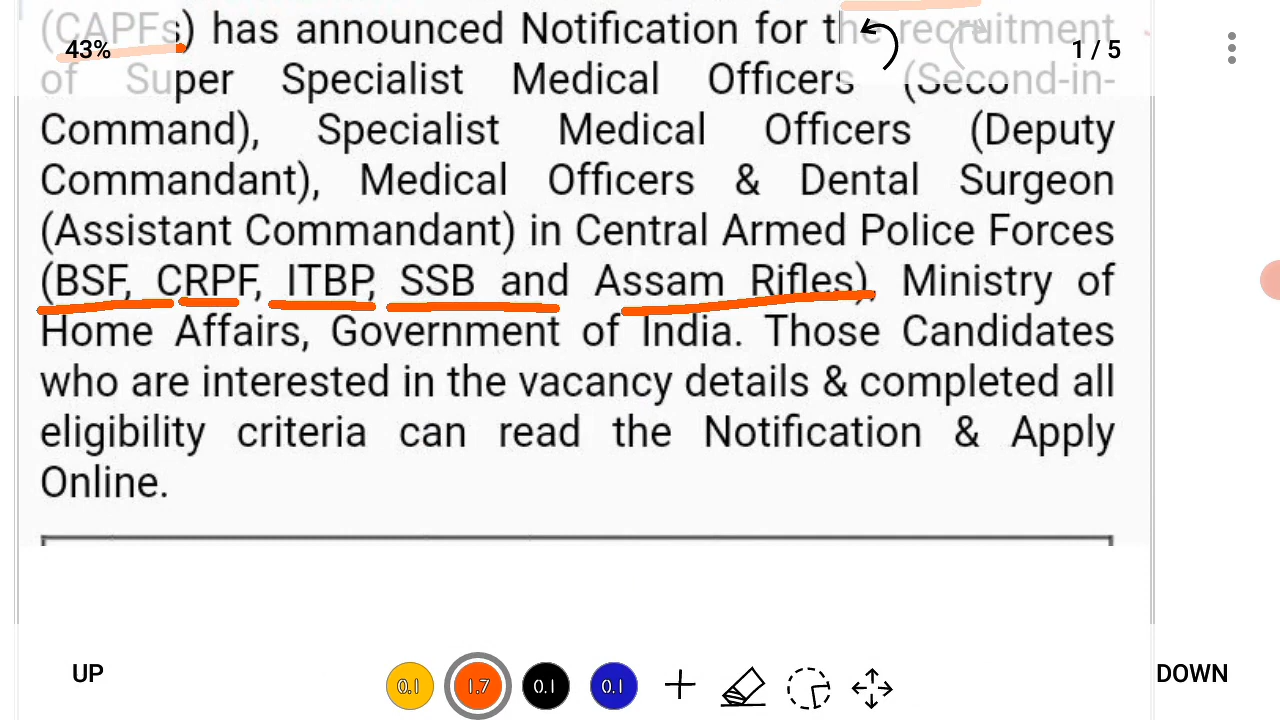 (CAPFs) has announced Notification for the recruitment
43%
1 / 5
of Super Specialist Medical Officers (Second-in-
Command), Specialist Medical Officers (Deputy
Commandant), Medical Officers & Dental Surgeon
(Assistant Commandant) in Central Armed Police Forces
(BSF, CRPF, ITBP, SSB and Assam Rifles), Ministry of
Home Affairs, Government of India. Those Candidates
who are interested in the vacancy details & completed all
eligibility criteria can read the Notification & Apply
Online.
UP
0.1 1.7 0.1 0.1
DOWN